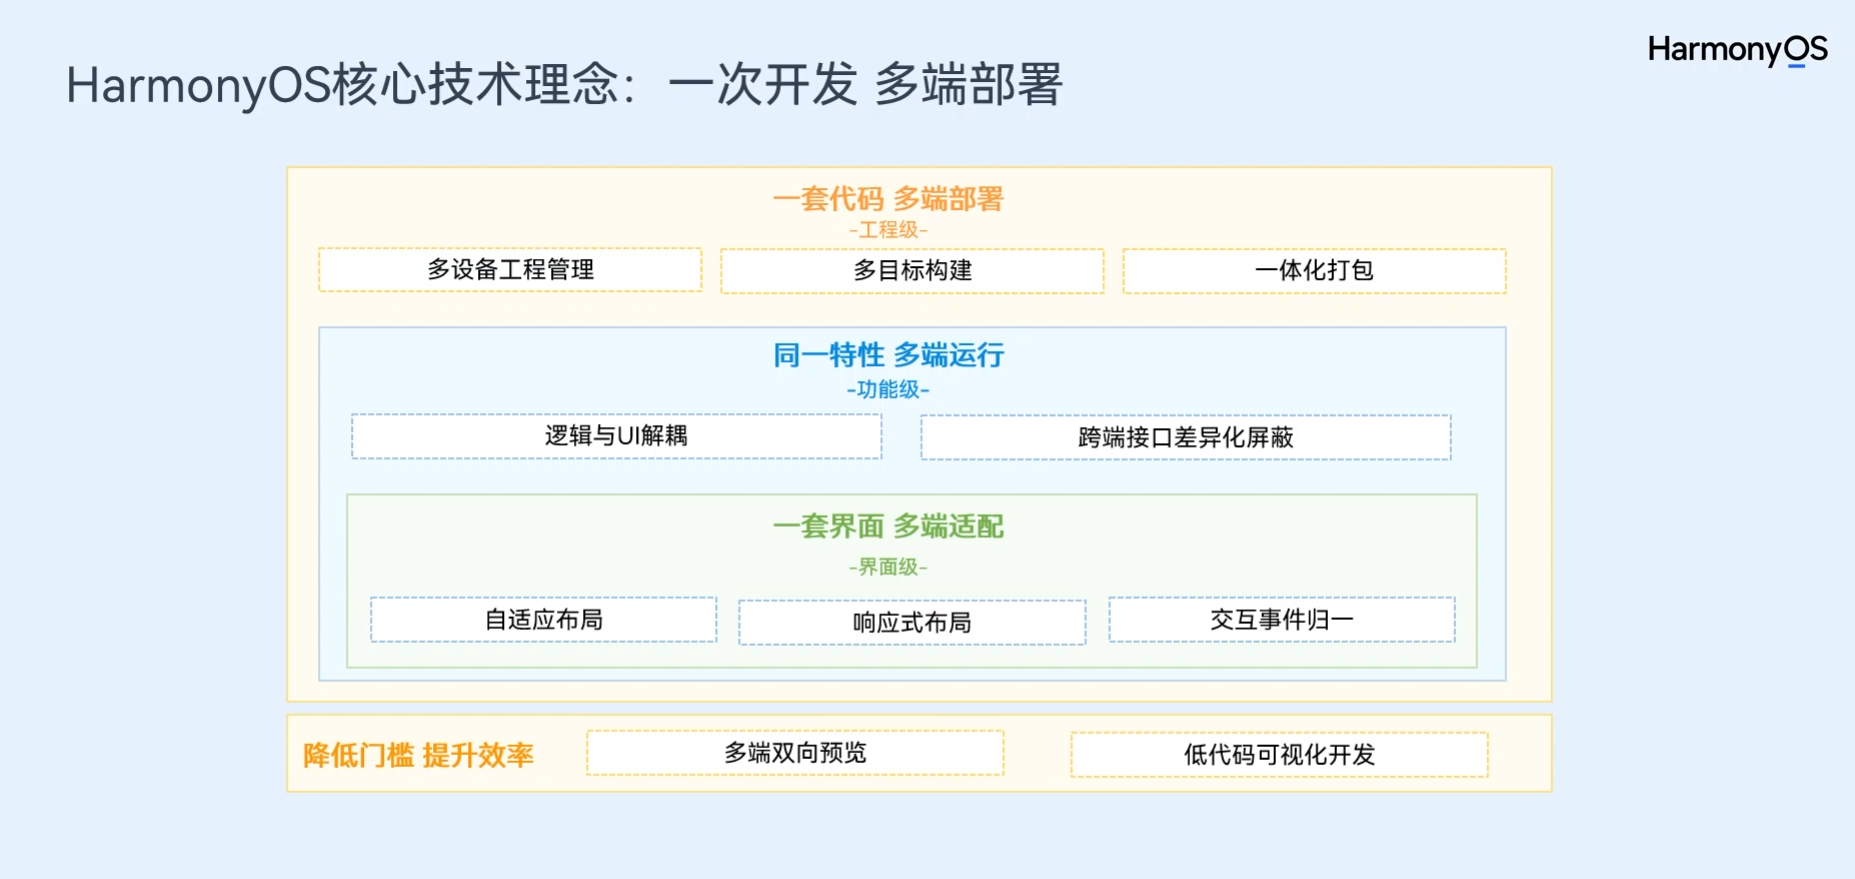 HarmonyOS
HarmonyOS核心技术理念：一次开发 多端部署
一套代码 多端部署
-工程级-
多设备工程管理
多目标构建
一体化打包
同一特性 多端运行
-功能级-
逻辑与UI解耦
跨端接口差异化屏蔽
一套界面 多端适配
-界面级-
自适应布局
响应式布局
交互事件归一
降低门槛 提升效率
多端双向预览
低代码可视化开发